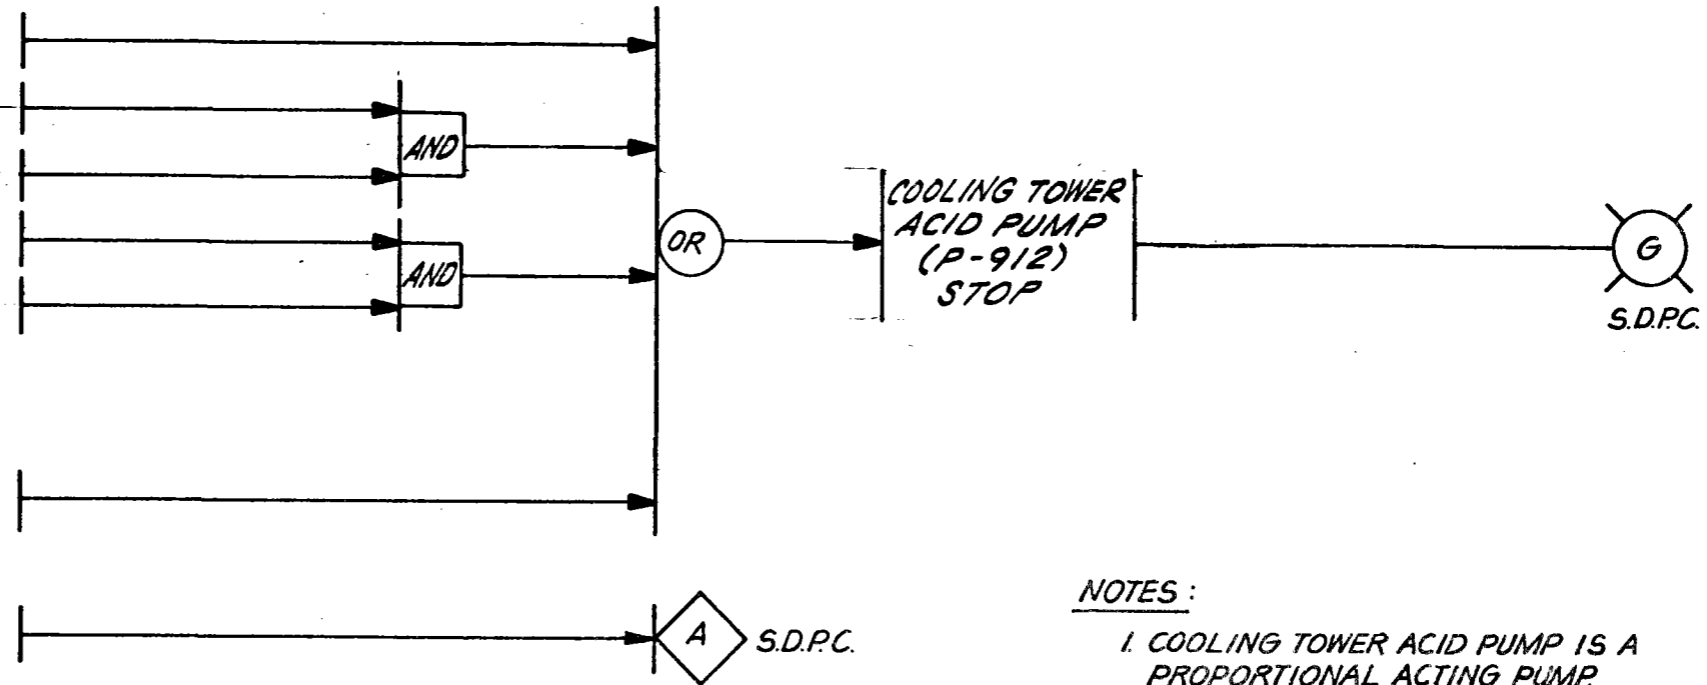 AND
AND
OR
COOLING TOWER
ACID PUMP
(P-912)
STOP
G
S.D.P.C.
A
S.D.P.C.
NOTES :
1. COOLING TOWER ACID PUMP IS A
PROPORTIONAL ACTING PUMP.